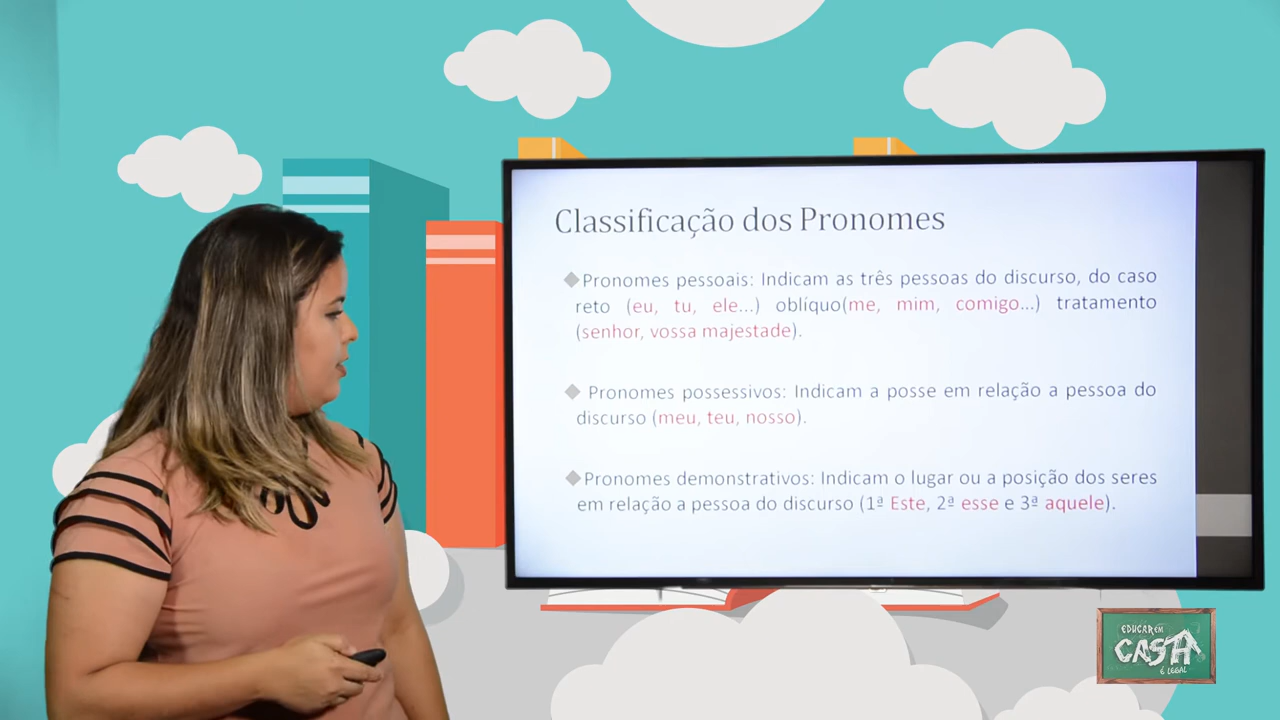 Classificação dos Pronomes
◆Pronomes pessoais: Indicam as três pessoas do discurso, do caso
reto (eu, tu, ele...) oblíquo(me, mim, comigo...) tratamento
(senhor, vossa majestade).
◆ Pronomes possessivos: Indicam a posse em relação a pessoa do
discurso (meu, teu, nosso).
◆Pronomes demonstrativos: Indicam o lugar ou a posição dos seres
em relação a pessoa do discurso (1ª Este, 2ª esse e 3ª aquele).
EDUCAR EM
CASA
É LEGAL